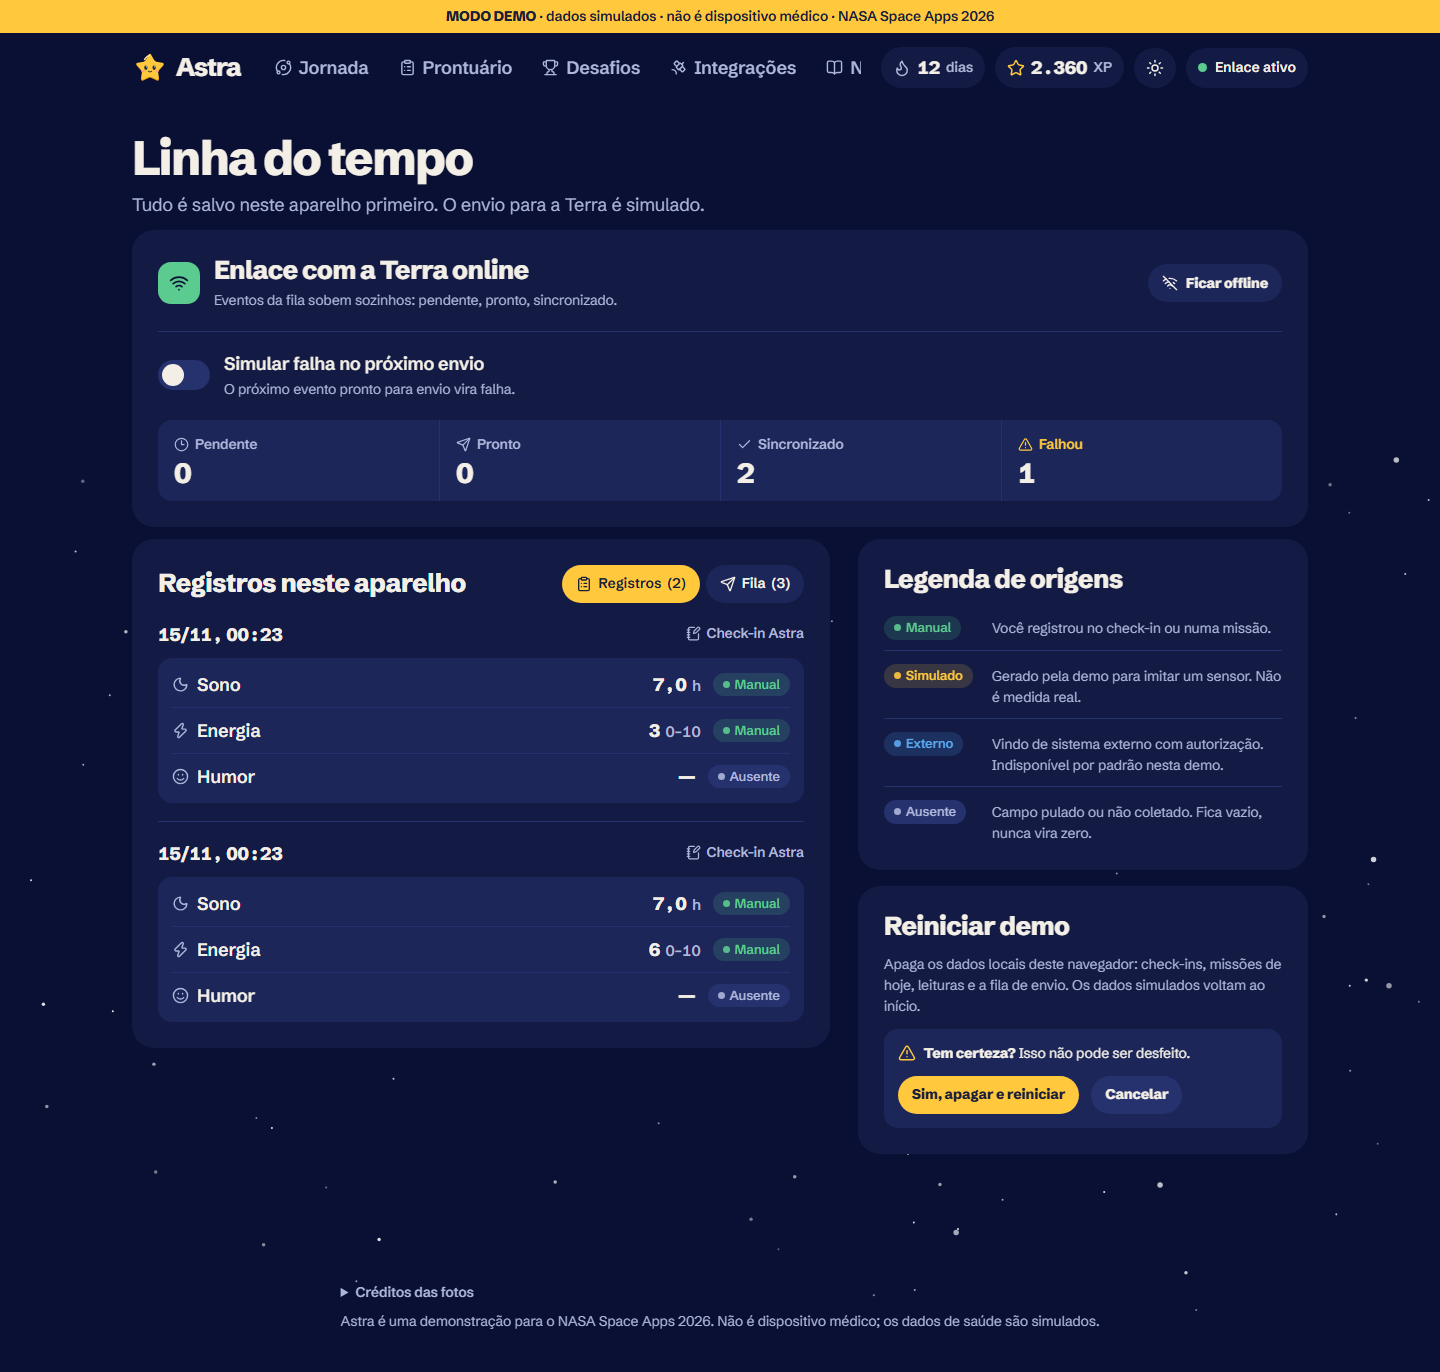 MODO DEMO · dados simulados · não é dispositivo médico · NASA Space Apps 2026
Astra Jornada Prontuário Desafios Integrações N 12 dias 2.360 XP Enlace ativo
Linha do tempo
Tudo é salvo neste aparelho primeiro. O envio para a Terra é simulado.
Enlace com a Terra online
Eventos da fila sobem sozinhos: pendente, pronto, sincronizado.
Ficar offline
Simular falha no próximo envio
O próximo evento pronto para envio vira falha.
Pendente Pronto Sincronizado Falhou
0 0 2 1
Registros neste aparelho Registros (2) Fila (3)
15/11, 00:23 Check-in Astra
Sono 7,0 h Manual
Energia 3 0–10 Manual
Humor — Ausente
15/11, 00:23 Check-in Astra
Sono 7,0 h Manual
Energia 6 0–10 Manual
Humor — Ausente
Legenda de origens
Manual Você registrou no check-in ou numa missão.
Simulado Gerado pela demo para imitar um sensor. Não
é medida real.
Externo Vindo de sistema externo com autorização.
Indisponível por padrão nesta demo.
Ausente Campo pulado ou não coletado. Fica vazio,
nunca vira zero.
Reiniciar demo
Apaga os dados locais deste navegador: check-ins, missões de
hoje, leituras e a fila de envio. Os dados simulados voltam ao
início.
Tem certeza? Isso não pode ser desfeito.
Sim, apagar e reiniciar Cancelar
Créditos das fotos
Astra é uma demonstração para o NASA Space Apps 2026. Não é dispositivo médico; os dados de saúde são simulados.